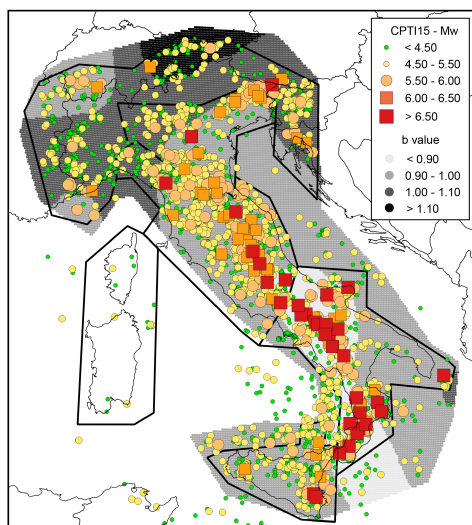 CPTI15 - Mw
< 4.50
4.50 - 5.50
5.50 - 6.00
6.00 - 6.50
> 6.50
b value
< 0.90
0.90 - 1.00
1.00 - 1.10
> 1.10